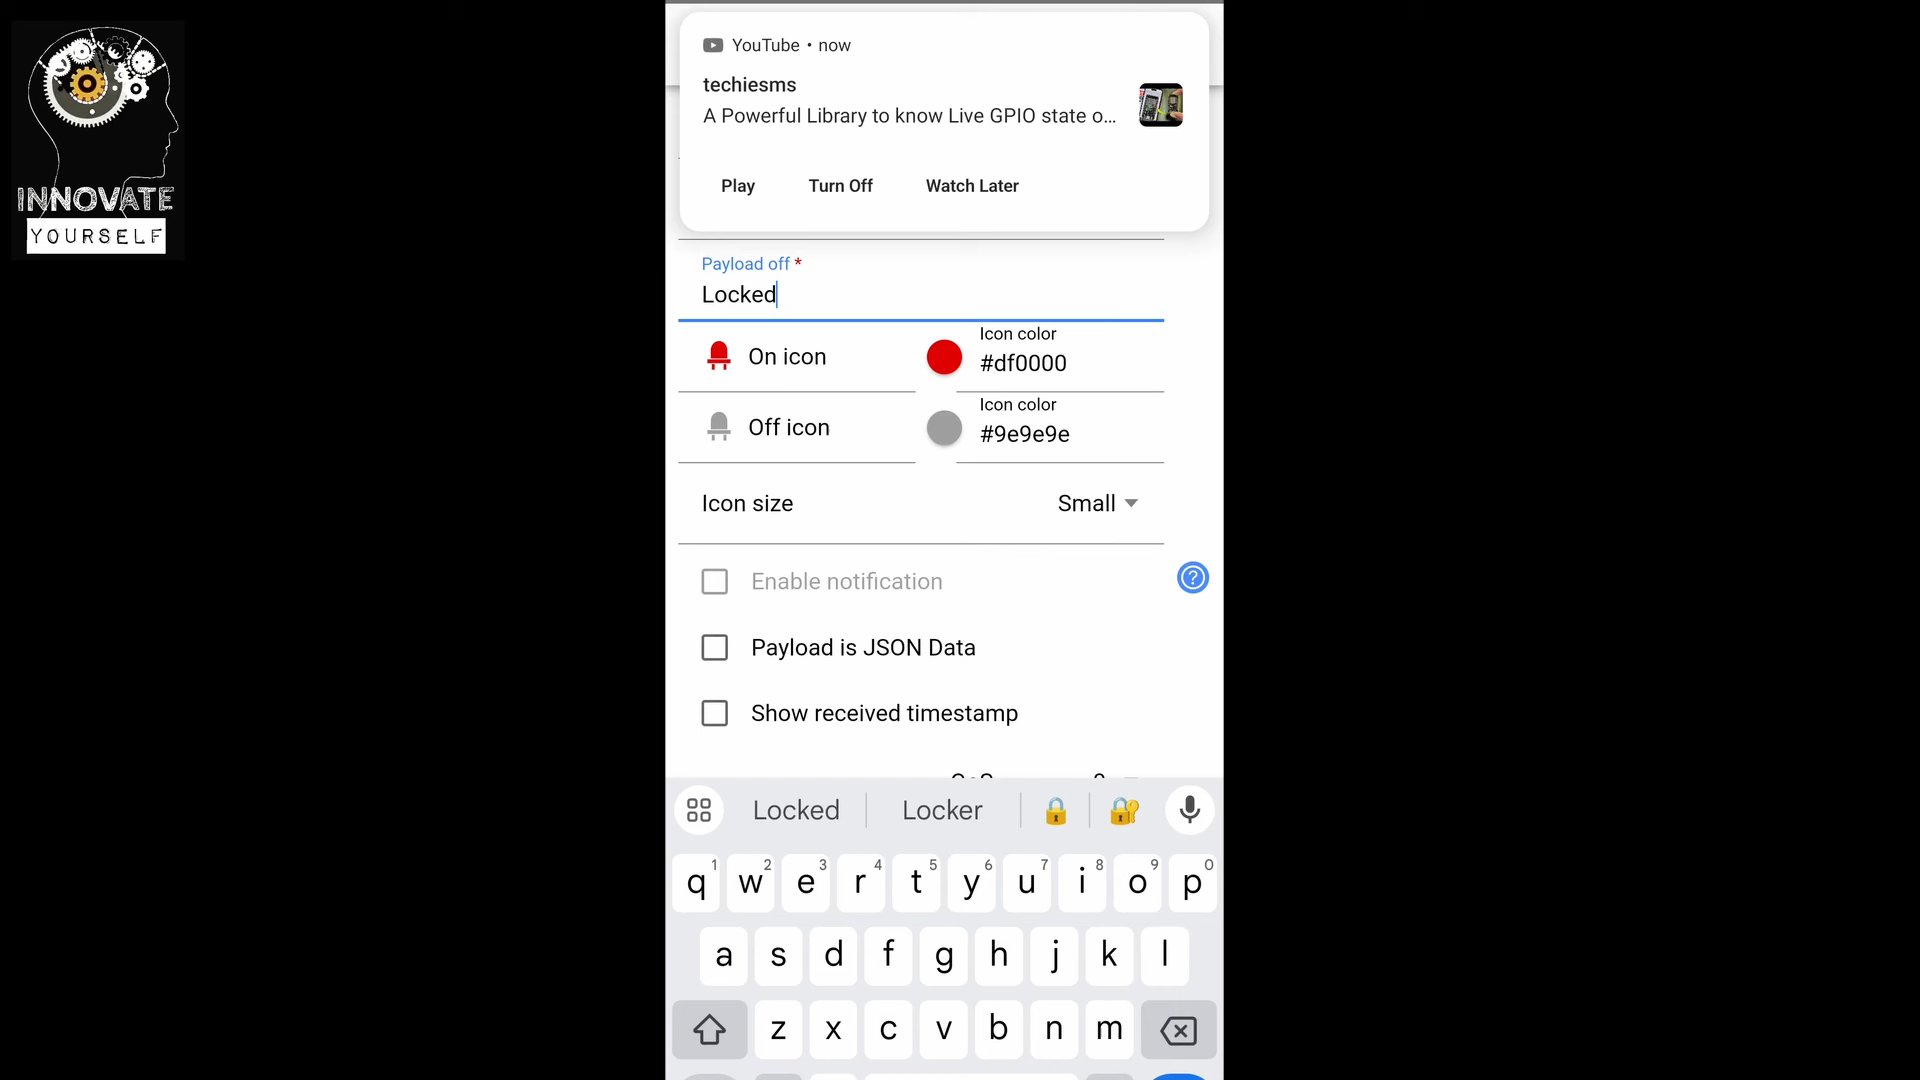 INNOVATE
YOURSELF
YouTube • now
techiesms
A Powerful Library to know Live GPIO state o...
Play Turn Off Watch Later
Payload off *
Locked
On icon
Icon color
#df0000
Off icon
Icon color
#9e9e9e
Icon size Small
Enable notification
?
Payload is JSON Data
Show received timestamp
Locked Locker
q 1 w 2 e 3 r 4 t 5 y 6 u 7 i 8 o 9 p 0
a s d f g h j k l
z x c v b n m